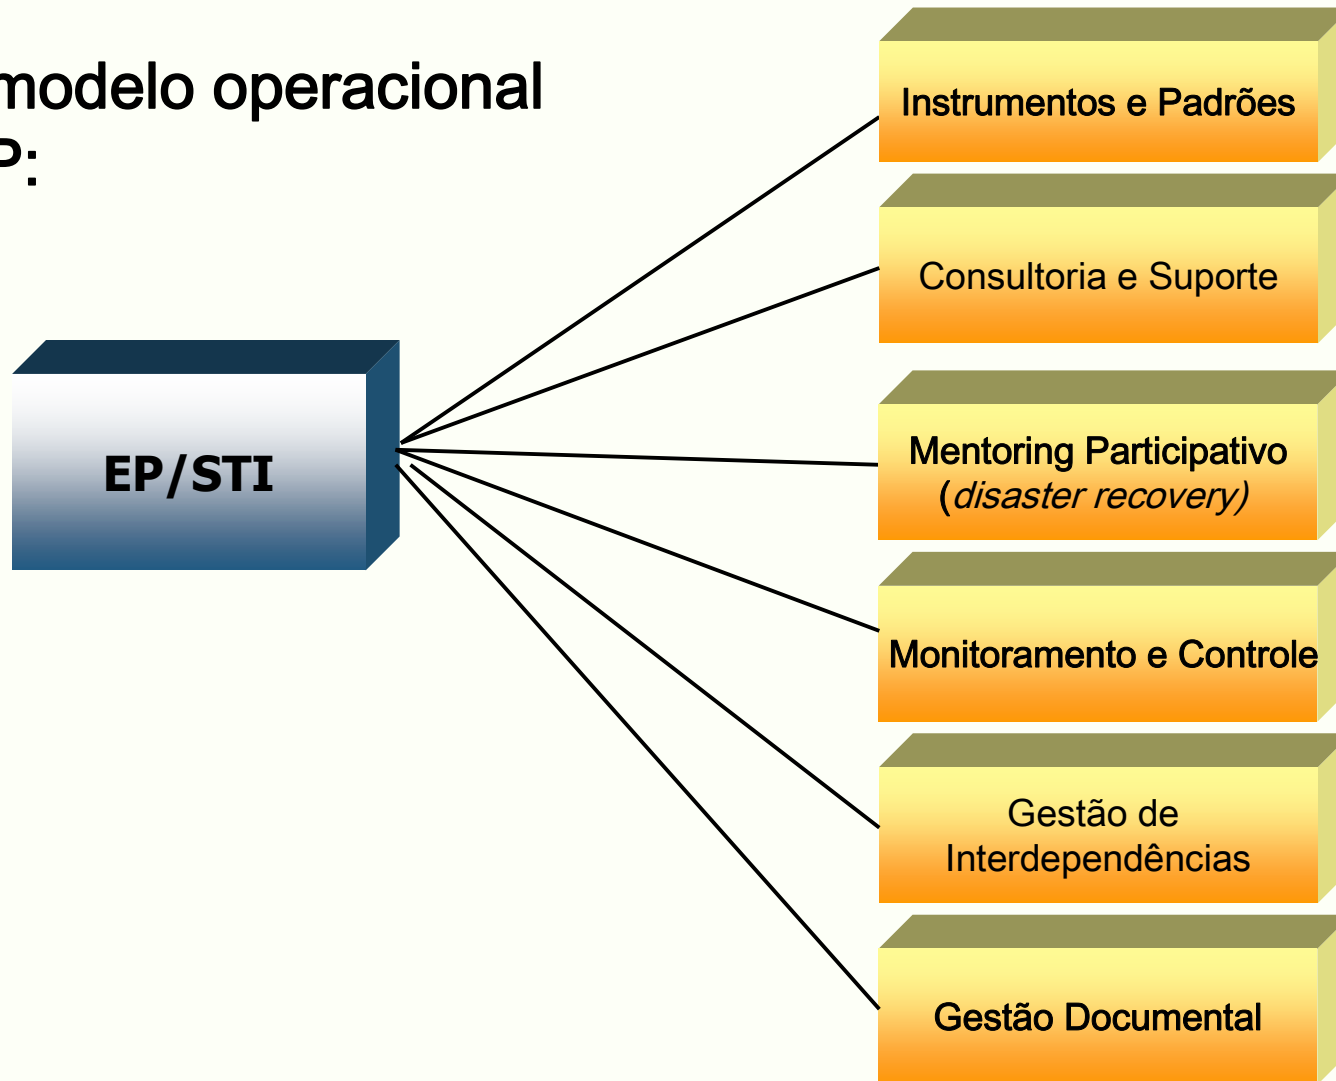 modelo operacional
P:
EP/STI
Instrumentos e Padrões
Consultoria e Suporte
Mentoring Participativo
(disaster recovery)
Monitoramento e Controle
Gestão de
Interdependências
Gestão Documental